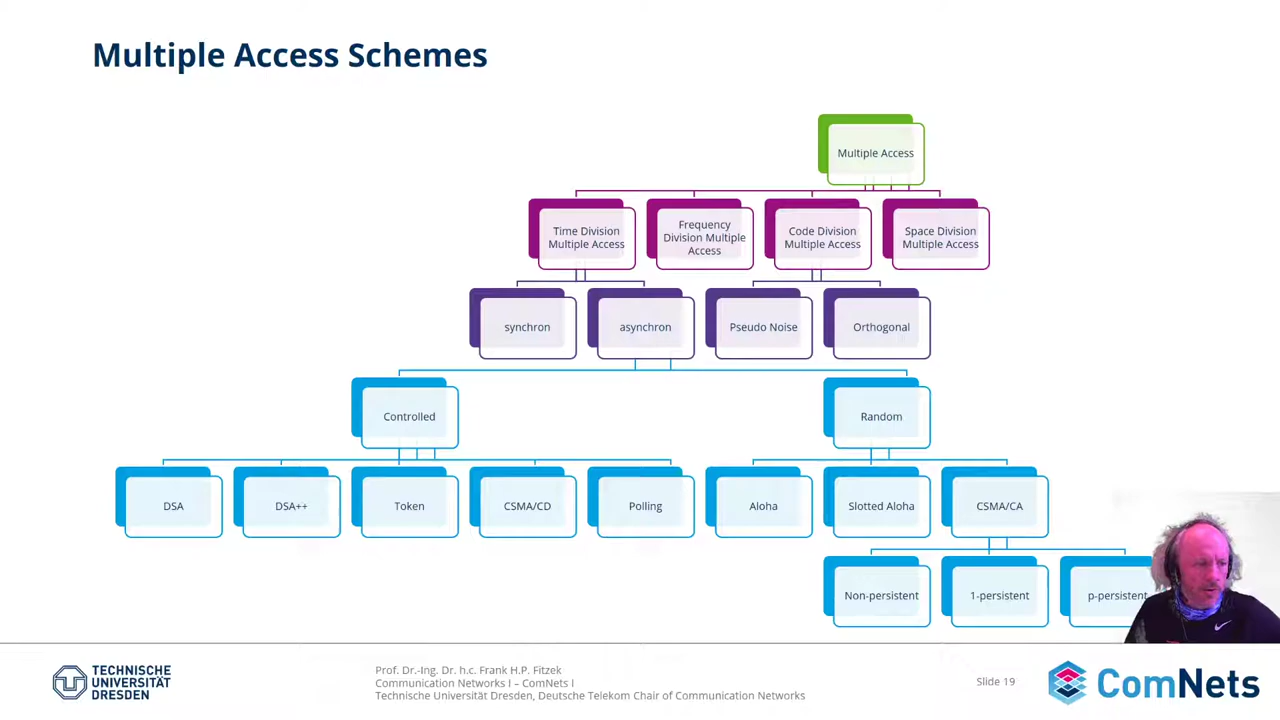 Multiple Access Schemes
Multiple Access
Time Division
Multiple Access
Frequency
Division Multiple
Access
Code Division
Multiple Access
Space Division
Multiple Access
synchron
asynchron
Pseudo Noise
Orthogonal
Controlled
Random
DSA
DSA++
Token
CSMA/CD
Polling
Aloha
Slotted Aloha
CSMA/CA
Non-persistent
1-persistent
p-persistent
TECHNISCHE
UNIVERSITÄT
DRESDEN
Prof. Dr.-Ing. Dr. h.c. Frank H.P. Fitzek
Communication Networks I – ComNets I
Technische Universität Dresden, Deutsche Telekom Chair of Communication Networks
Slide 19
ComNets